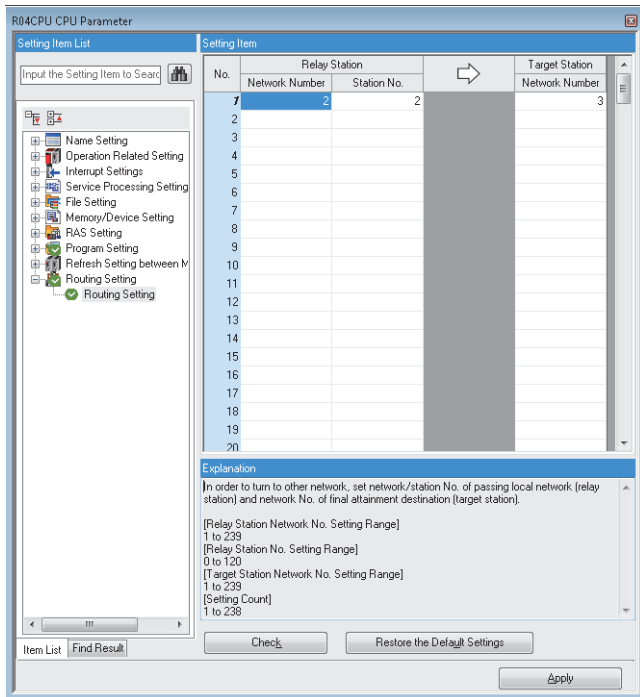 R04CPU CPU Parameter
Setting Item List
Input the Setting Item to Searc
Name Setting
Operation Related Setting
Interrupt Settings
Service Processing Setting
File Setting
Memory/Device Setting
RAS Setting
Program Setting
Refresh Setting between M
Routing Setting
Routing Setting
Item List
Find Result
Setting Item
No.
Relay Station
Target Station
Network Number
Station No.
Network Number
1 2 2 3
2
3
4
5
6
7
8
9
10
11
12
13
14
15
16
17
18
19
20
Explanation
In order to turn to other network, set network/station No. of passing local network (relay
station) and network No. of final attainment destination (target station).
[Relay Station Network No. Setting Range]
1 to 239
[Relay Station No. Setting Range]
0 to 120
[Target Station Network No. Setting Range]
1 to 239
[Setting Count]
1 to 238
Check
Restore the Default Settings
Apply